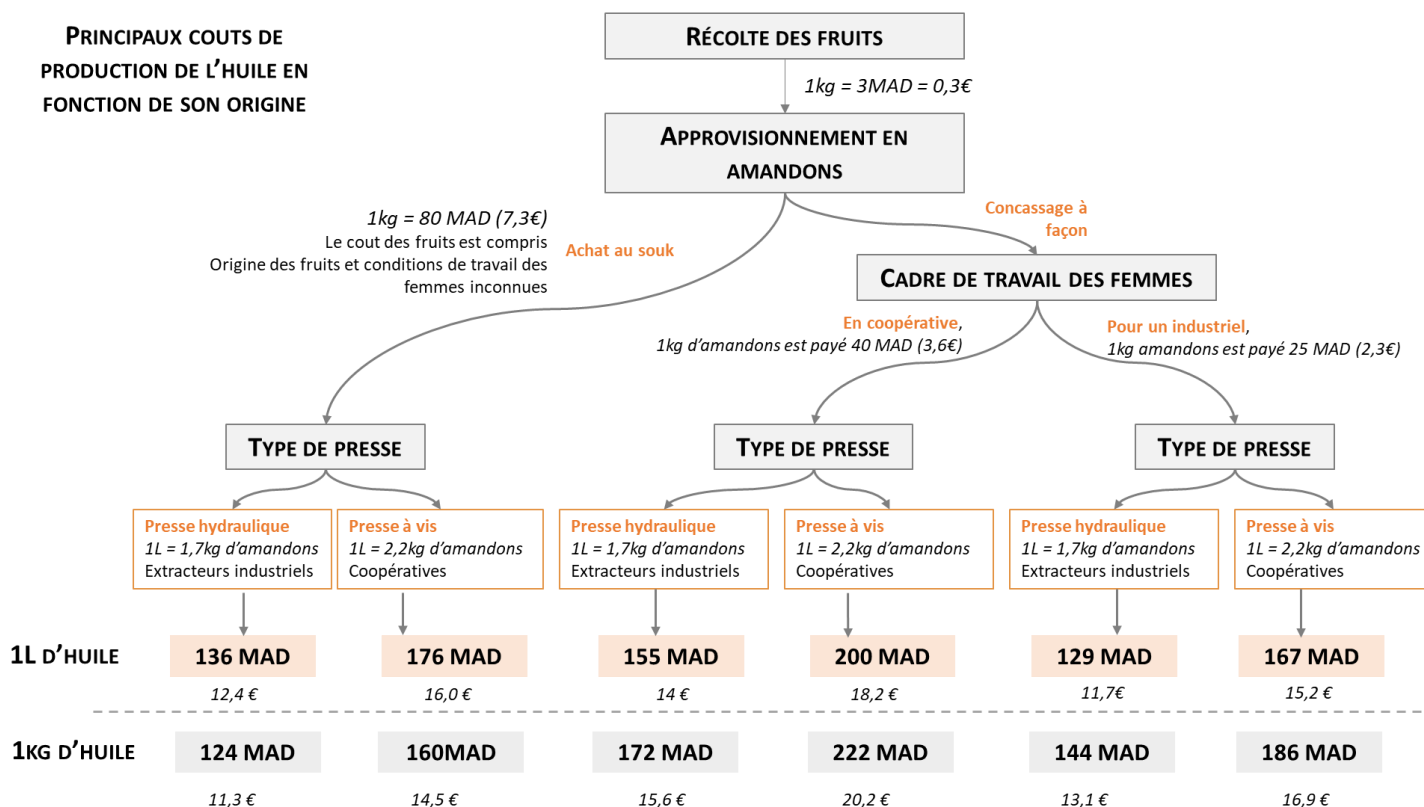 PRINCIPAUX COUTS DE
PRODUCTION DE L'HUILE EN
FONCTION DE SON ORIGINE
RÉCOLTE DES FRUITS
1kg = 3MAD = 0,3€
APPROVISIONNEMENT EN
AMANDONS
1kg = 80 MAD (7,3€)
Le cout des fruits est compris
Origine des fruits et conditions de travail des
femmes inconnues
Achat au souk
Concassage à
façon
CADRE DE TRAVAIL DES FEMMES
En coopérative,
1kg d'amandons est payé 40 MAD (3,6€)
Pour un industriel,
1kg amandons est payé 25 MAD (2,3€)
TYPE DE PRESSE
TYPE DE PRESSE
TYPE DE PRESSE
Presse hydraulique
1L = 1,7kg d'amandons
Extracteurs industriels
Presse à vis
1L = 2,2kg d'amandons
Coopératives
Presse hydraulique
1L = 1,7kg d'amandons
Extracteurs industriels
Presse à vis
1L = 2,2kg d'amandons
Coopératives
Presse hydraulique
1L = 1,7kg d'amandons
Extracteurs industriels
Presse à vis
1L = 2,2kg d'amandons
Coopératives
1L D'HUILE 136 MAD 176 MAD 155 MAD 200 MAD 129 MAD 167 MAD
12,4 € 16,0 € 14 € 18,2 € 11,7€ 15,2 €
1KG D'HUILE 124 MAD 160MAD 172 MAD 222 MAD 144 MAD 186 MAD
11,3 € 14,5 € 15,6 € 20,2 € 13,1 € 16,9 €